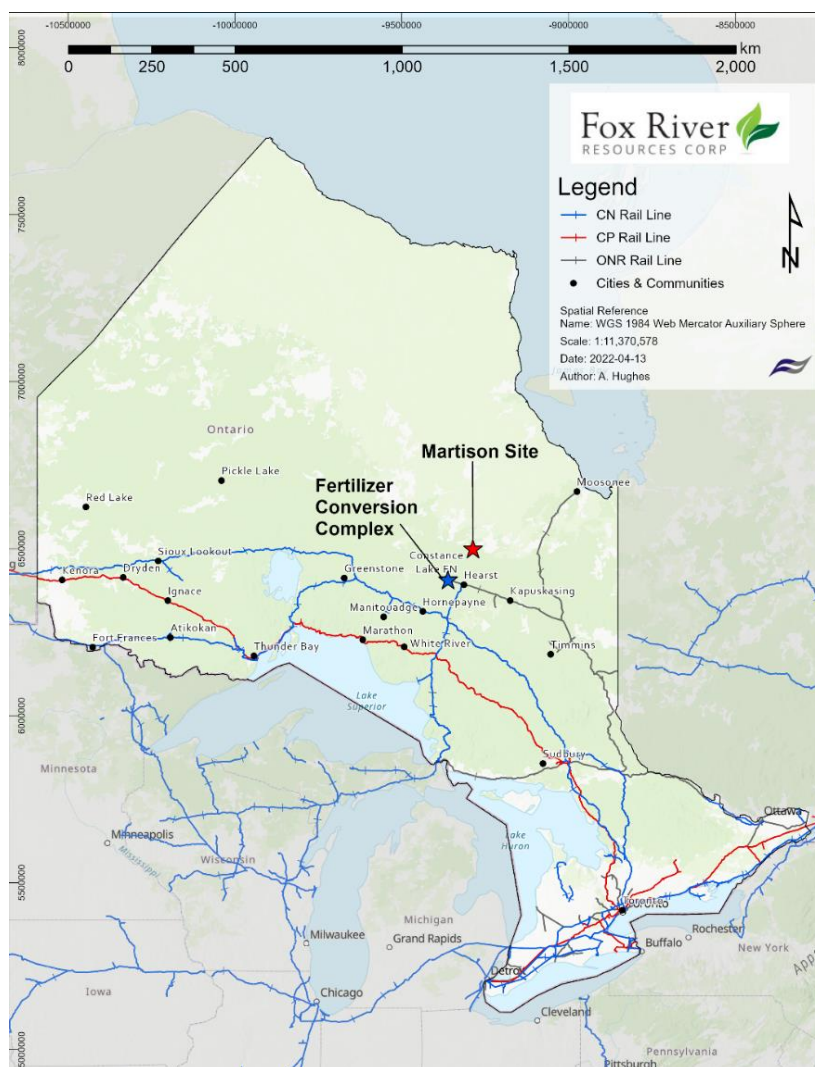 -10500000
-10000000
-9500000
-9000000
-8500000
8000000
km
0
250
500
1,000
1,500
2,000
Fox River
RESOURCES CORP
Legend
CN Rail Line
CP Rail Line
ONR Rail Line
Cities & Communities
N
Spatial Reference
Name: WGS 1984 Web Mercator Auxiliary Sphere
Scale: 1:11,370,578
Date: 2022-04-13
Author: A. Hughes
7500000
7000000
Ontario
Martison Site
Pickle Lake
Fertilizer
Conversion
Complex
Moosonee
Red Lake
6500000
Sioux Lookout
Constance
Lake FN
Kenora
Dryden
Greenstone
Hearst
Ignace
Kapuskasing
Manitouadge
Hornepayne
Atikokan
Marathon
Fort Frances
Thunder Bay
White River
Timmins
Lake
Superior
6000000
Sudbury
Minnesota
Ottawa
Minneapolis
Lake
Huron
Mississippi
Wisconsin
5500000
Toronto
Toronto
Michigan
Milwaukee
Grand Rapids
Rochester
Buffalo
New York
Detroit
App
Iowa
Chicago
Cleveland
5000000
Pennsylvania
Pittsburgh